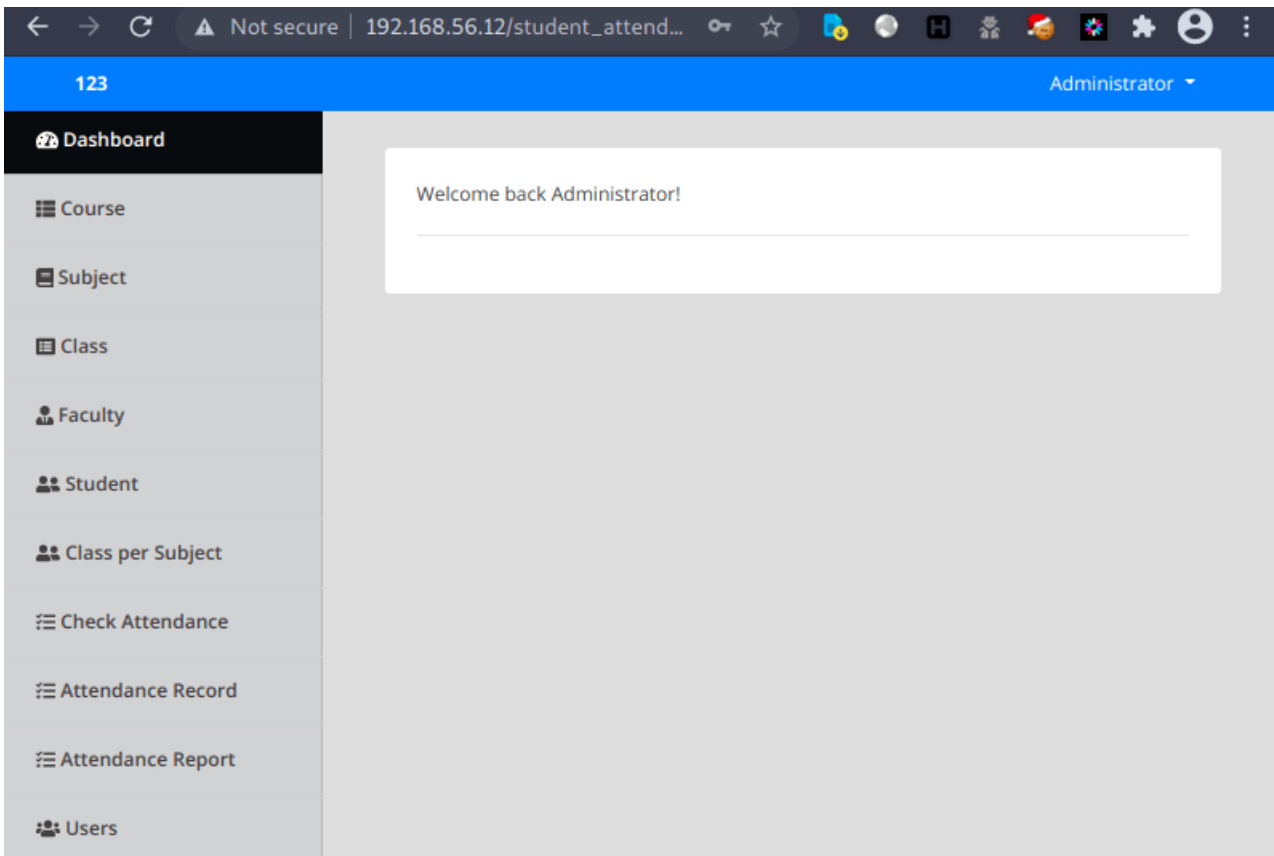 Not secure | 192.168.56.12/student_attend...
123
Administrator
Dashboard
Course
Subject
Class
Faculty
Student
Class per Subject
Check Attendance
Attendance Record
Attendance Report
Users
Welcome back Administrator!